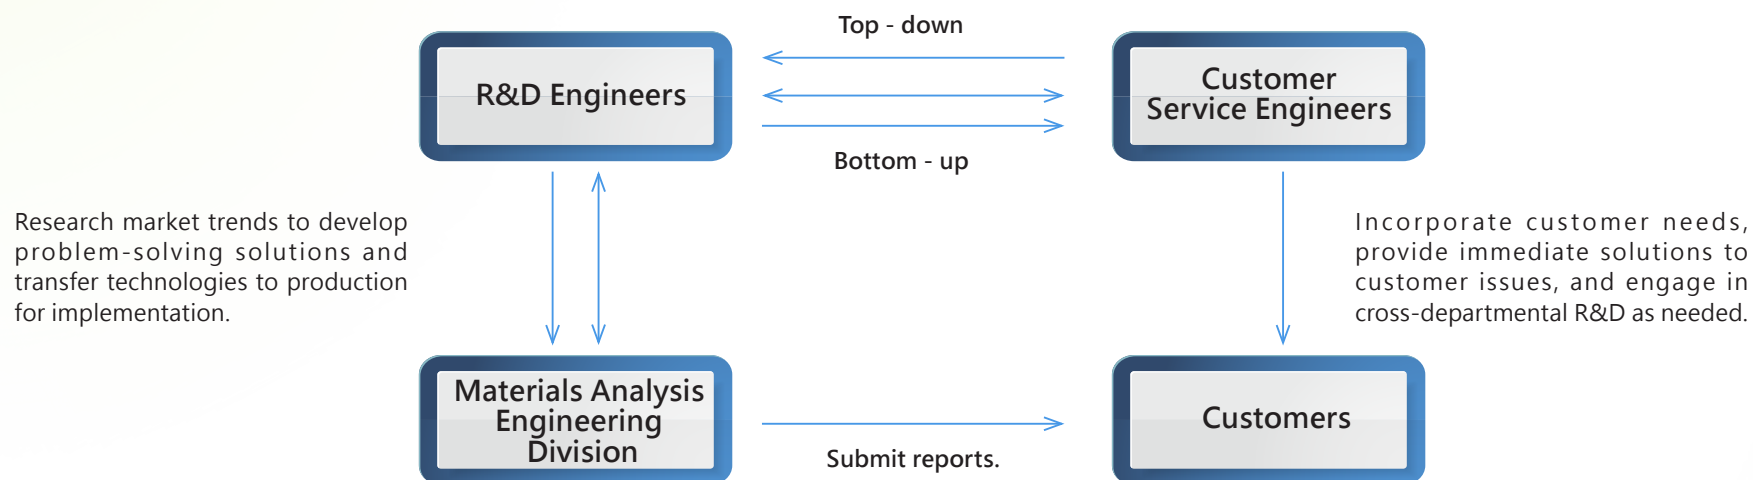 Top - down
R&D Engineers
Customer
Service Engineers
Bottom - up
Research market trends to develop
problem-solving solutions and
transfer technologies to production
for implementation.
Incorporate customer needs,
provide immediate solutions to
customer issues, and engage in
cross-departmental R&D as needed.
Materials Analysis
Engineering
Division
Customers
Submit reports.